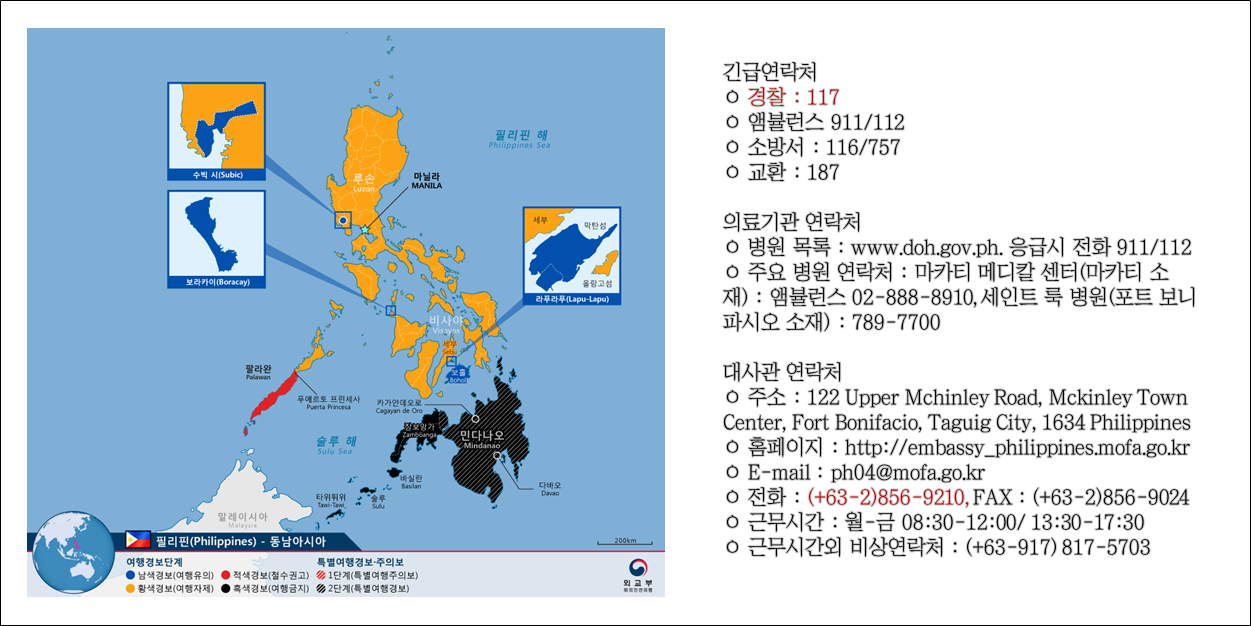 수빅 시(Subic)
보라카이(Boracay)
필리핀 해
Philippines Sea
루손
Luzon
마닐라
MANILA
세부
막탄섬
올랑고섬
라푸라푸(Lapu-Lapu)
비사야
Visayas
세부
Sebu
보홀
Bohol
팔라완
Palawan
푸에르토 프린세사
Puerta Princesa
카가얀데오로
Cagayan de Oro
잠보앙가
Zamboanga
민다나오
Mindanao
술루 해
Sulu Sea
바실란
Basilan
다바오
Davao
타위튀위
Tawi-Tawi
술루
Sulu
말레이시아
Malaysia
200km
필리핀(Philippines) - 동남아시아
여행경보단계
남색경보(여행유의) 적색경보(철수권고)
황색경보(여행자제) 흑색경보(여행금지)
특별여행경보·주의보
1단계(특별여행주의보)
2단계(특별여행경보)
외교부
해외안전여행
긴급연락처
ㅇ 경찰 : 117
ㅇ 앰뷸런스 911/112
ㅇ 소방서 : 116/757
ㅇ 교환 : 187
의료기관 연락처
ㅇ 병원 목록 : www.doh.gov.ph. 응급시 전화 911/112
ㅇ 주요 병원 연락처 : 마카티 메디칼 센터(마카티 소
재) : 앰뷸런스 02-888-8910, 세인트 룩 병원(포트 보니
파시오 소재) : 789-7700
대사관 연락처
ㅇ 주소 : 122 Upper Mchinley Road, Mckinley Town
Center, Fort Bonifacio, Taguig City, 1634 Philippines
ㅇ 홈페이지 : http://embassy_philippines.mofa.go.kr
ㅇ E-mail : ph04@mofa.go.kr
ㅇ 전화 : (+63-2)856-9210, FAX : (+63-2)856-9024
ㅇ 근무시간 : 월-금 08:30-12:00/ 13:30-17:30
ㅇ 근무시간외 비상연락처 : (+63-917) 817-5703